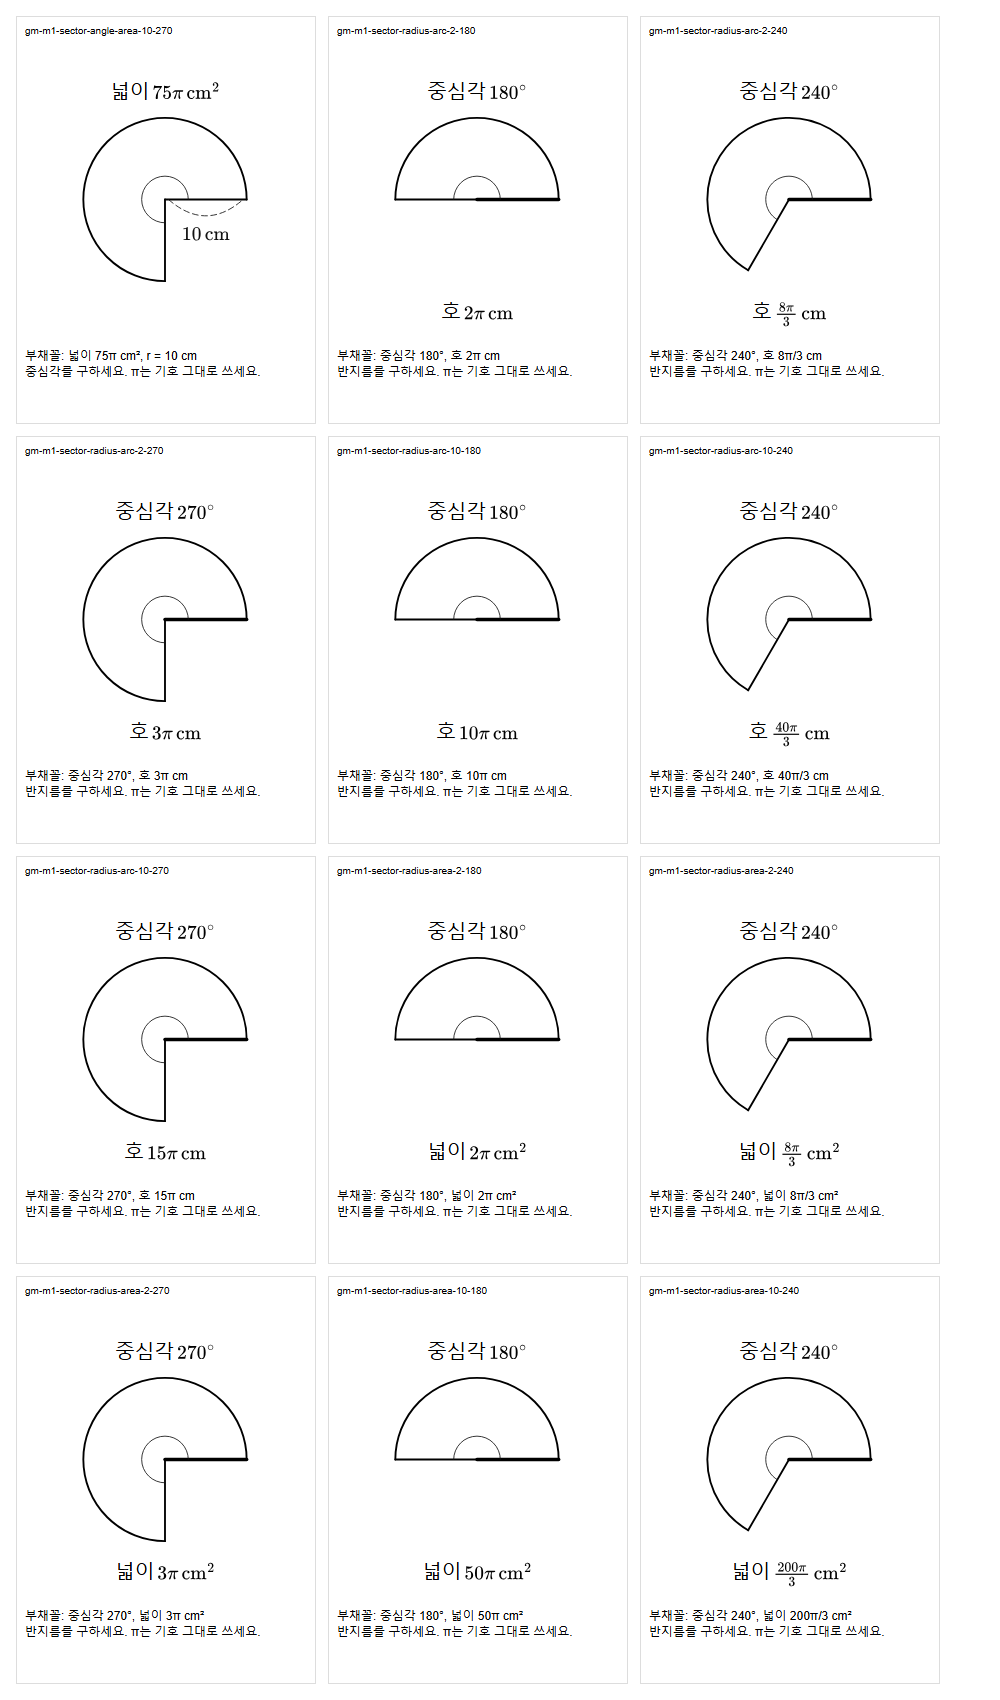 gm-m1-sector-angle-area-10-270
넓이 75π cm²
10 cm
부채꼴: 넓이 75π cm², r = 10 cm
중심각를 구하세요. π는 기호 그대로 쓰세요.
gm-m1-sector-radius-arc-2-180
중심각 180°
호 2π cm
부채꼴: 중심각 180°, 호 2π cm
반지름를 구하세요. π는 기호 그대로 쓰세요.
gm-m1-sector-radius-arc-2-240
중심각 240°
호 8π/3 cm
부채꼴: 중심각 240°, 호 8π/3 cm
반지름를 구하세요. π는 기호 그대로 쓰세요.
gm-m1-sector-radius-arc-2-270
중심각 270°
호 3π cm
부채꼴: 중심각 270°, 호 3π cm
반지름를 구하세요. π는 기호 그대로 쓰세요.
gm-m1-sector-radius-arc-10-180
중심각 180°
호 10π cm
부채꼴: 중심각 180°, 호 10π cm
반지름를 구하세요. π는 기호 그대로 쓰세요.
gm-m1-sector-radius-arc-10-240
중심각 240°
호 40π/3 cm
부채꼴: 중심각 240°, 호 40π/3 cm
반지름를 구하세요. π는 기호 그대로 쓰세요.
gm-m1-sector-radius-arc-10-270
중심각 270°
호 15π cm
부채꼴: 중심각 270°, 호 15π cm
반지름를 구하세요. π는 기호 그대로 쓰세요.
gm-m1-sector-radius-area-2-180
중심각 180°
넓이 2π cm²
부채꼴: 중심각 180°, 넓이 2π cm²
반지름를 구하세요. π는 기호 그대로 쓰세요.
gm-m1-sector-radius-area-2-240
중심각 240°
넓이 8π/3 cm²
부채꼴: 중심각 240°, 넓이 8π/3 cm²
반지름를 구하세요. π는 기호 그대로 쓰세요.
gm-m1-sector-radius-area-2-270
중심각 270°
넓이 3π cm²
부채꼴: 중심각 270°, 넓이 3π cm²
반지름를 구하세요. π는 기호 그대로 쓰세요.
gm-m1-sector-radius-area-10-180
중심각 180°
넓이 50π cm²
부채꼴: 중심각 180°, 넓이 50π cm²
반지름를 구하세요. π는 기호 그대로 쓰세요.
gm-m1-sector-radius-area-10-240
중심각 240°
넓이 200π/3 cm²
부채꼴: 중심각 240°, 넓이 200π/3 cm²
반지름를 구하세요. π는 기호 그대로 쓰세요.